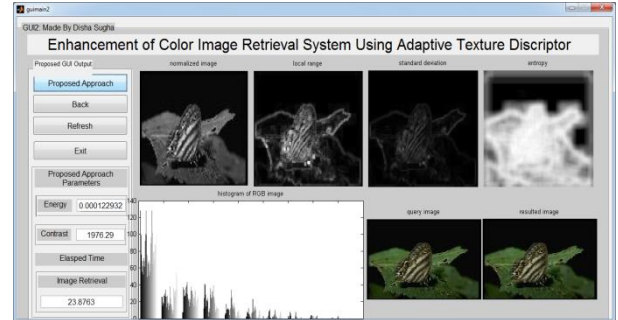 guimain2
GUI2: Made By Disha Sugha
Enhancement of Color Image Retrieval System Using Adaptive Texture Discriptor
Proposed GUI Output
normalized image
local range
standard devation
entropy
Proposed Approach
Back
Refresh
Exit
Proposed Approach
Parameters
Energy 0.000122932
Contrast 1976.29
Elasped Time
Image Retrieval
23.8763
histogram of RGB image
140
120
100
80
60
40
20
0
query image
resulted image